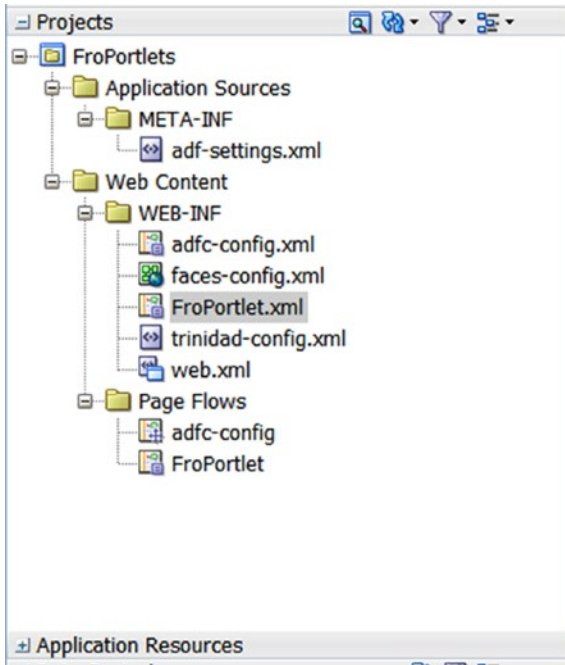 Projects
FroPortlets
Application Sources
META-INF
adf-settings.xml
Web Content
WEB-INF
adfc-config.xml
faces-config.xml
FroPortlet.xml
trinidad-config.xml
web.xml
Page Flows
adfc-config
FroPortlet
Application Resources